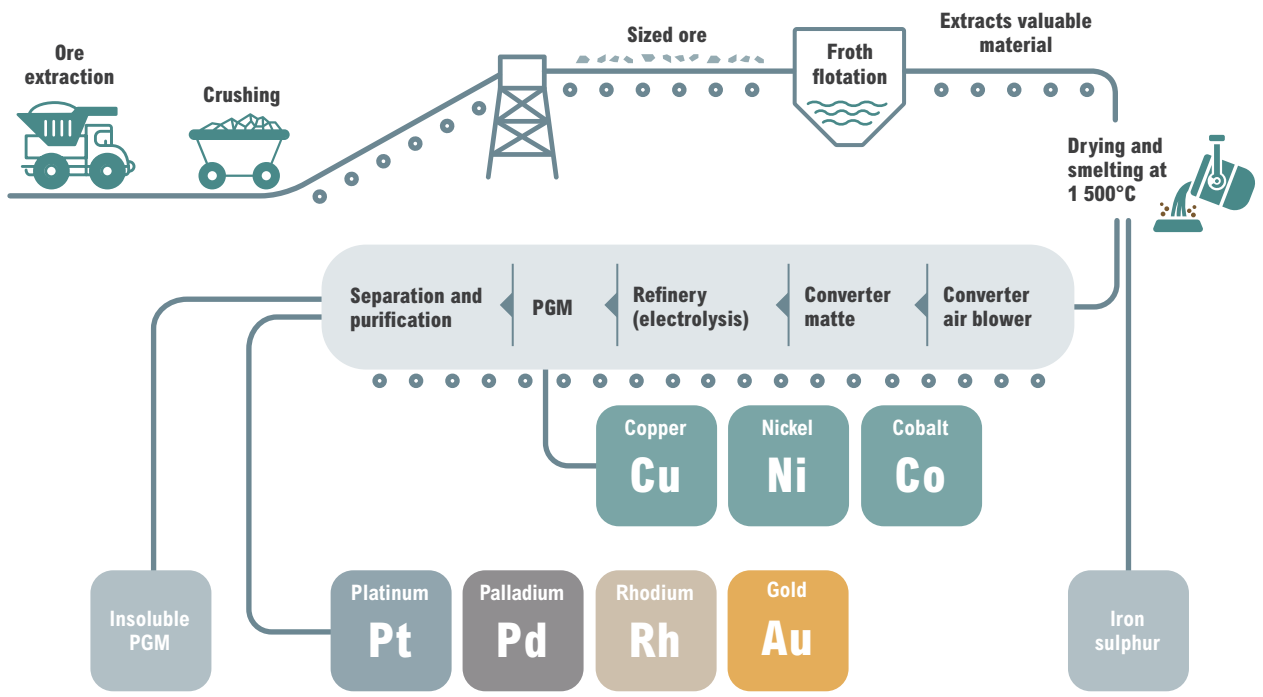 Ore
extraction
Crushing
Sized ore
Froth
flotation
Extracts valuable
material
Drying and
smelting at
1 500°C
Separation and
purification
PGM
Refinery
(electrolysis)
Converter
matte
Converter
air blower
Copper
Cu
Nickel
Ni
Cobalt
Co
Insoluble
PGM
Platinum
Pt
Palladium
Pd
Rhodium
Rh
Gold
Au
Iron
sulphur